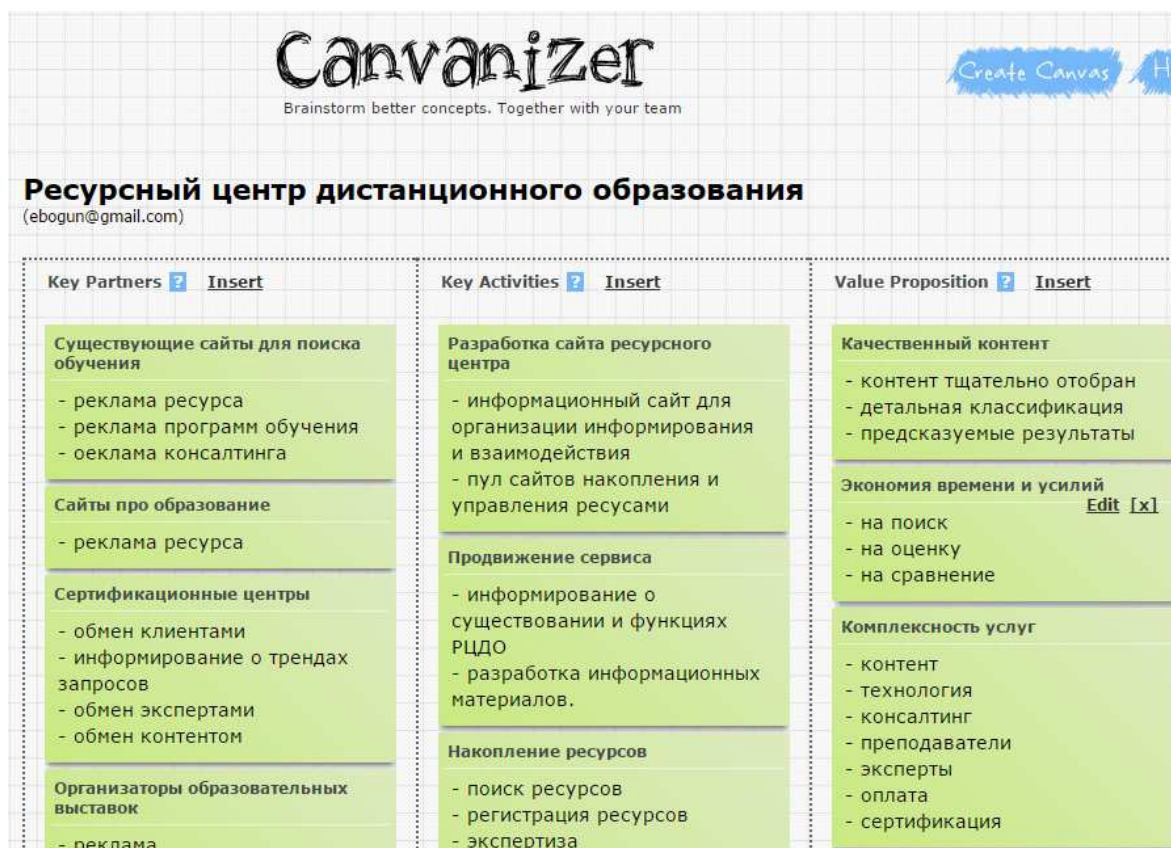 Canvanizer
Brainstorm better concepts. Together with your team
Create Canvas
H
Ресурсный центр дистанционного образования
(ebogun@gmail.com)
Key Partners ? Insert
Существующие сайты для поиска
обучения
- реклама ресурса
- реклама программ обучения
- оеклама консалтинга
Сайты про образование
- реклама ресурса
Сертификационные центры
- обмен клиентами
- информирование о трендах
запросов
- обмен экспертами
- обмен контентом
Организаторы образовательных
выставок
- реклама
Key Activities ? Insert
Разработка сайта ресурсного
центра
- информационный сайт для
организации информирования
и взаимодействия
- пул сайтов накопления и
управления ресусами
Продвижение сервиса
- информирование о
существовании и функциях
РЦДО
- разработка информационных
материалов.
Накопление ресурсов
- поиск ресурсов
- регистрация ресурсов
- экспертиза
Value Proposition ? Insert
Качественный контент
- контент тщательно отобран
- детальная классификация
- предсказуемые результаты
Экономия времени и усилий
Edit [x]
- на поиск
- на оценку
- на сравнение
Комплексность услуг
- контент
- технология
- консалтинг
- преподаватели
- эксперты
- оплата
- сертификация